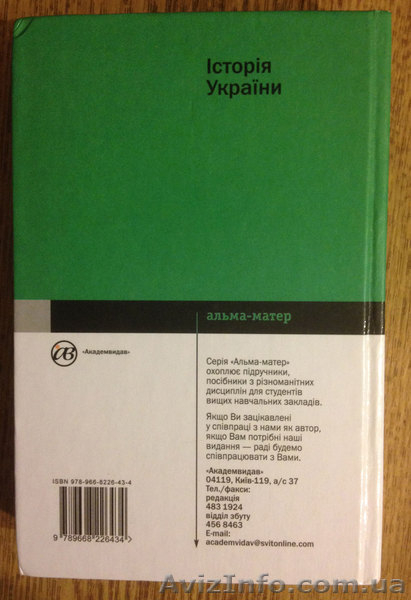 Історія
України
альма-матер
«Академвидав»
Серія «Альма-матер»
охоплює підручники,
посібники з різноманітних
дисциплін для студентів
вищих навчальних закладів.
Якщо Ви зацікавлені
у співпраці з нами як автор,
якщо Вам потрібні наші
видання — раді будемо
співпрацювати з Вами.
«Академвидав»
04119, Київ-119, а/с 37
Тел./факси:
редакція
483 1924
відділ збуту
456 8463
E-mail:
academvidav@svitonline.com
ISBN 978-966-8226-43-4
9 789668 226434 >
AvizInfo.com.ua